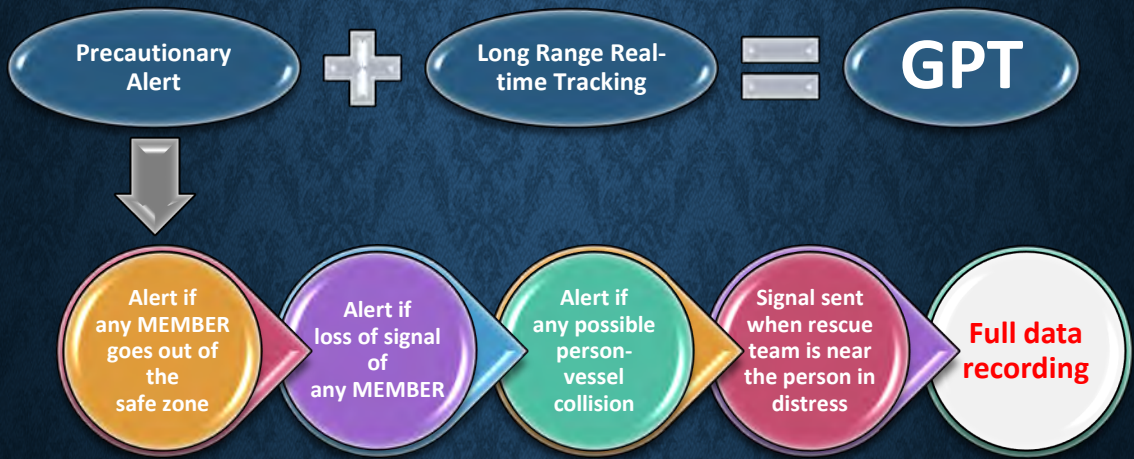 Precautionary
Alert
Long Range Real-
time Tracking
GPT
Alert if
any MEMBER
goes out of
the
safe zone
Alert if
loss of signal
of
any MEMBER
Alert if
any possible
person-
vessel
collision
Signal sent
when rescue
team is near
the person in
distress
Full data
recording